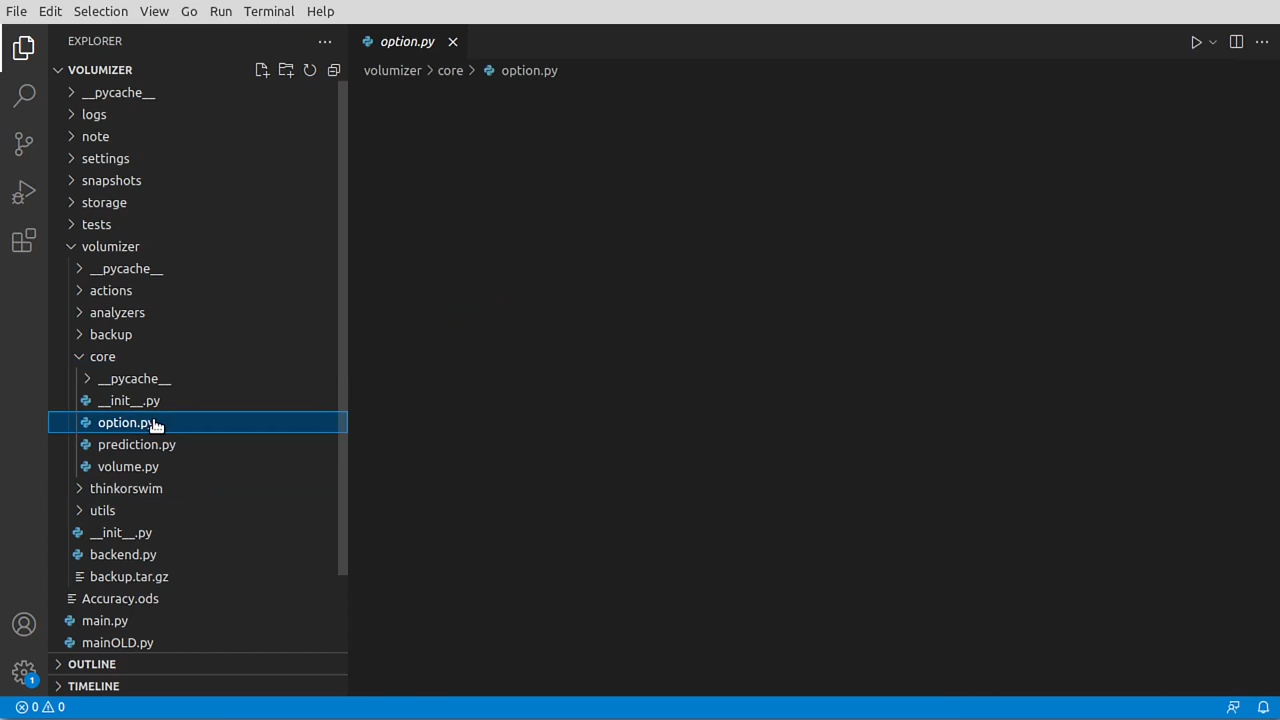 File Edit Selection View Go Run Terminal Help
EXPLORER
VOLUMIZER
__pycache__
logs
note
settings
snapshots
storage
tests
volumizer
__pycache__
actions
analyzers
backup
core
__pycache__
__init__.py
option.py
prediction.py
volume.py
thinkorswim
utils
__init__.py
backend.py
backup.tar.gz
Accuracy.ods
main.py
mainOLD.py
OUTLINE
TIMELINE
option.py
volumizer > core > option.py
1
0 0